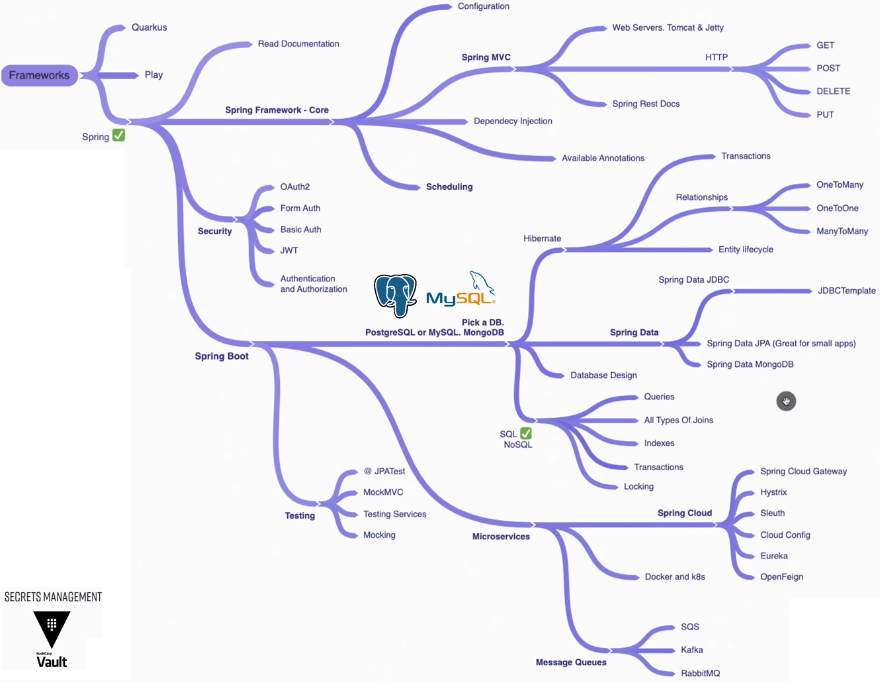 Frameworks
Quarkus
Play
Spring
Read Documentation
Spring Framework - Core
Configuration
Spring MVC
Web Servers. Tomcat & Jetty
HTTP
GET
POST
DELETE
PUT
Spring Rest Docs
Dependecy Injection
Available Annotations
Scheduling
Security
OAuth2
Form Auth
Basic Auth
JWT
Authentication
and Authorization
Spring Boot
MySQL
Pick a DB.
PostgreSQL or MySQL. MongoDB
Hibernate
Transactions
Relationships
OneToMany
OneToOne
ManyToMany
Entity lifecycle
Spring Data
Spring Data JDBC
JDBCTemplate
Spring Data JPA (Great for small apps)
Spring Data MongoDB
Database Design
SQL
NoSQL
Queries
All Types Of Joins
Indexes
Transactions
Locking
Testing
@ JPATest
MockMVC
Testing Services
Mocking
Microservices
Spring Cloud
Spring Cloud Gateway
Hystrix
Sleuth
Cloud Config
Eureka
OpenFeign
Docker and k8s
Message Queues
SQS
Kafka
RabbitMQ
SECRETS MANAGEMENT
HashiCorp
Vault